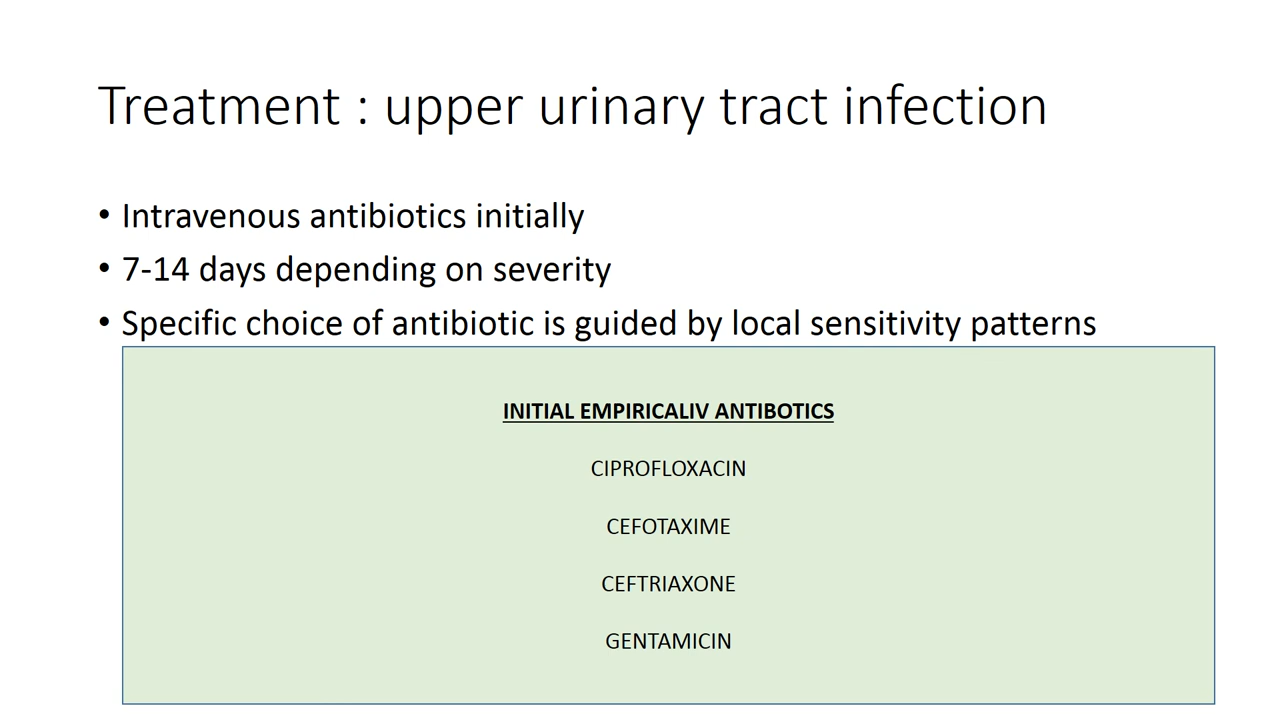 Treatment : upper urinary tract infection
• Intravenous antibiotics initially
• 7-14 days depending on severity
• Specific choice of antibiotic is guided by local sensitivity patterns
INITIAL EMPIRICALIV ANTIBOTICS
CIPROFLOXACIN
CEFOTAXIME
CEFTRIAXONE
GENTAMICIN